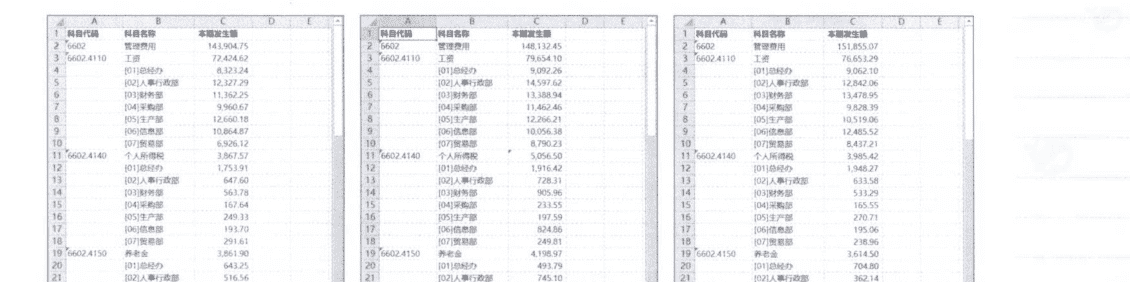 A B C D E
1 科目代码 科目名称 本期发生额
2 6602 管理费用 143,904.75
3 6602.4110 工资 72,424.62
4 [01]总经办 8,323.24
5 [02]人事行政部 12,327.29
6 [03]财务部 11,362.25
7 [04]采购部 9,960.67
8 [05]生产部 12,660.18
9 [06]信息部 10,864.87
10 [07]贸易部 6,926.12
11 6602.4140 个人所得税 3,867.57
12 [01]总经办 1,753.91
13 [02]人事行政部 647.60
14 [03]财务部 563.78
15 [04]采购部 167.64
16 [05]生产部 249.33
17 [06]信息部 193.70
18 [07]贸易部 291.61
19 6602.4150 养老金 3,861.90
20 [01]总经办 643.25
21 [02]人事行政部 516.56
A B C D E
1 科目代码 科目名称 本期发生额
2 6602 管理费用 148,132.45
3 6602.4110 工资 79,654.10
4 [01]总经办 9,092.26
5 [02]人事行政部 14,597.62
6 [03]财务部 13,388.94
7 [04]采购部 11,462.46
8 [05]生产部 12,266.21
9 [06]信息部 10,056.38
10 [07]贸易部 8,790.23
11 6602.4140 个人所得税 5,056.50
12 [01]总经办 1,916.42
13 [02]人事行政部 728.31
14 [03]财务部 905.96
15 [04]采购部 233.55
16 [05]生产部 197.59
17 [06]信息部 824.86
18 [07]贸易部 249.81
19 6602.4150 养老金 4,198.97
20 [01]总经办 493.79
21 [02]人事行政部 745.10
A B C D E
1 科目代码 科目名称 本期发生额
2 6602 管理费用 151,855.07
3 6602.4110 工资 76,653.29
4 [01]总经办 9,062.10
5 [02]人事行政部 12,842.06
6 [03]财务部 13,478.95
7 [04]采购部 9,828.39
8 [05]生产部 10,519.06
9 [06]信息部 12,485.52
10 [07]贸易部 8,437.21
11 6602.4140 个人所得税 3,985.42
12 [01]总经办 1,948.27
13 [02]人事行政部 633.58
14 [03]财务部 533.29
15 [04]采购部 165.55
16 [05]生产部 270.71
17 [06]信息部 195.06
18 [07]贸易部 238.96
19 6602.4150 养老金 3,614.50
20 [01]总经办 704.80
21 [02]人事行政部 362.14